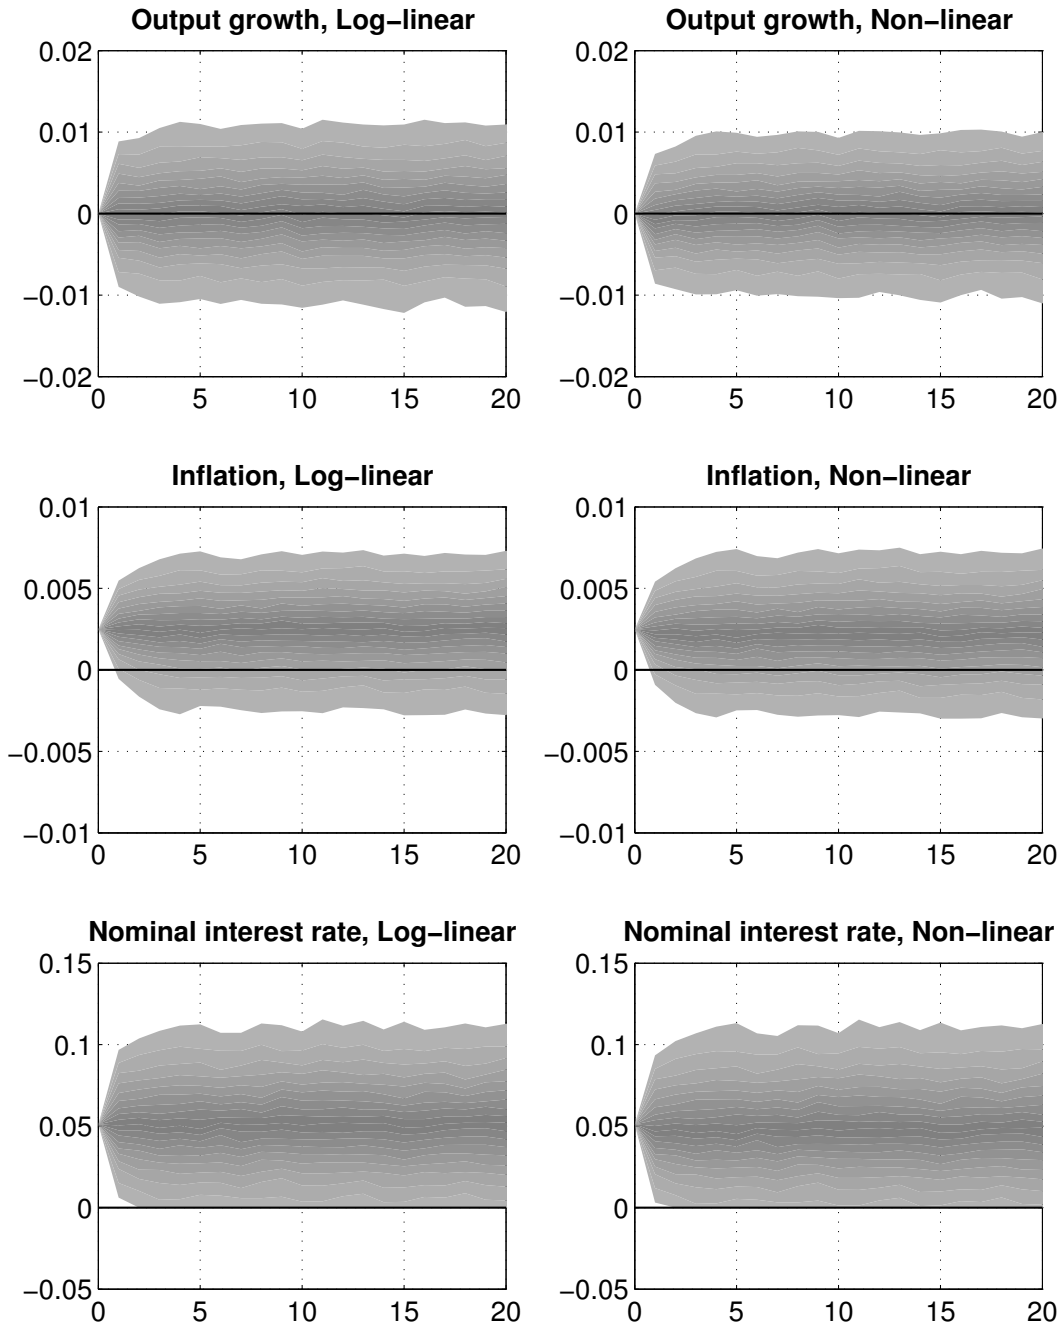 Output growth, Log−linear
0.02
0.01
0
−0.01
−0.02
0 5 10 15 20
Output growth, Non−linear
0.02
0.01
0
−0.01
−0.02
0 5 10 15 20
Inflation, Log−linear
0.01
0.005
0
−0.005
−0.01
0 5 10 15 20
Inflation, Non−linear
0.01
0.005
0
−0.005
−0.01
0 5 10 15 20
Nominal interest rate, Log−linear
0.15
0.1
0.05
0
−0.05
0 5 10 15 20
Nominal interest rate, Non−linear
0.15
0.1
0.05
0
−0.05
0 5 10 15 20